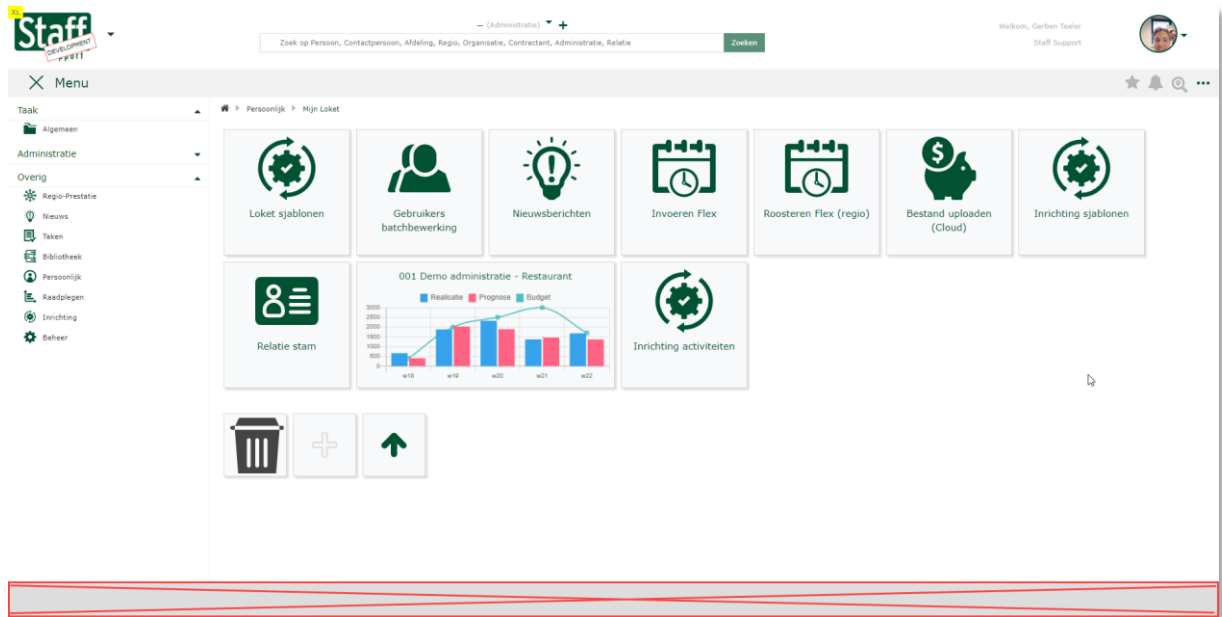 XL
Staff
DEVELOPMENT
pport
– (Administratie)
Zoek op Persoon, Contactpersoon, Afdeling, Regio, Organisatie, Contractant, Administratie, Relatie
Zoeken
Welkom, Gerben Teeler
Staff Support
Menu
Taak
Algemeen
Administratie
Overig
Regio-Prestatie
Nieuws
Taken
Bibliotheek
Persoonlijk
Raadplegen
Inrichting
Beheer
Persoonlijk
Mijn Loket
Loket sjablonen
Gebruikers
batchbewerking
Nieuwsberichten
Invoeren Flex
Roosteren Flex (regio)
Bestand uploaden
(Cloud)
Inrichting sjablonen
Relatie stam
001 Demo administratie - Restaurant
Realisatie Prognose Budget
3000
2500
2000
1500
1000
500
0
w18 w19 w20 w21 w22
Inrichting activiteiten